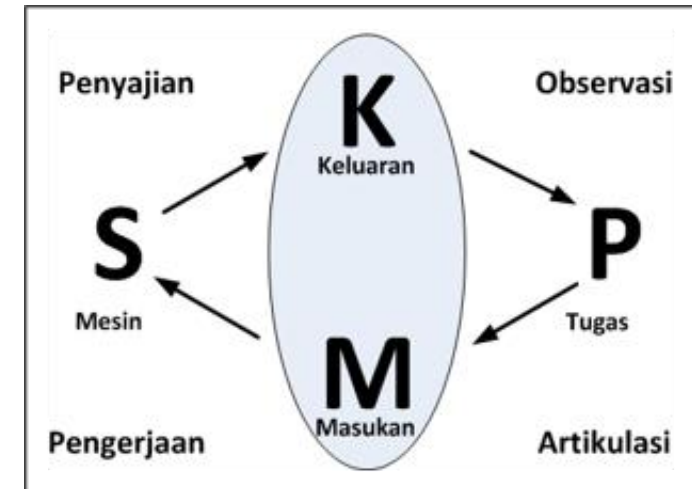 Penyajian
K
Observasi
Keluaran
S
P
Mesin
Tugas
M
Masukan
Pengerjaan
Artikulasi